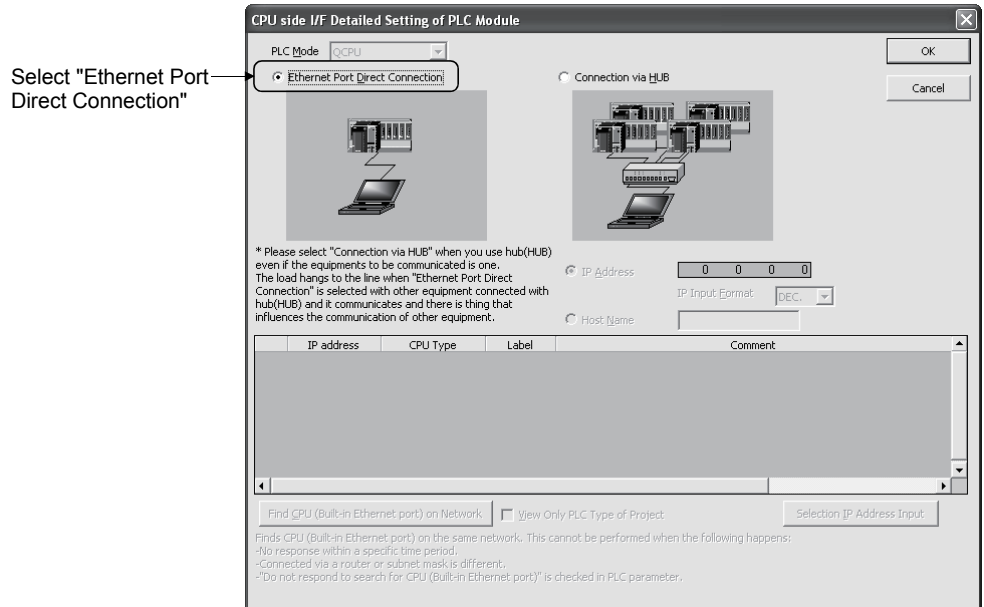 CPU side I/F Detailed Setting of PLC Module
PLC Mode QCPU
OK
Select "Ethernet Port
Direct Connection"
Ethernet Port Direct Connection
Connection via HUB
Cancel
* Please select "Connection via HUB" when you use hub(HUB)
even if the equipments to be communicated is
one.
The load hangs to the line when "Ethernet Port Direct
Connection" is selected with other equipment connected with
hub(HUB) and it communicates and there is thing that
influences the communication of other equipment.
IP Address 0 0 0 0
IP Input Format DEC.
Host Name
IP address CPU Type Label Comment
Find CPU (Built-in Ethernet port) on Network
View Only PLC Type of Project
Selection IP Address Input
Finds CPU (Built-in Ethernet port) on the same network. This cannot be performed when the following happens:
-No response within a specific time period.
-Connected via a router or subnet mask is different.
-"Do not respond to search for CPU (Built-in Ethernet port)" is checked in PLC parameter.